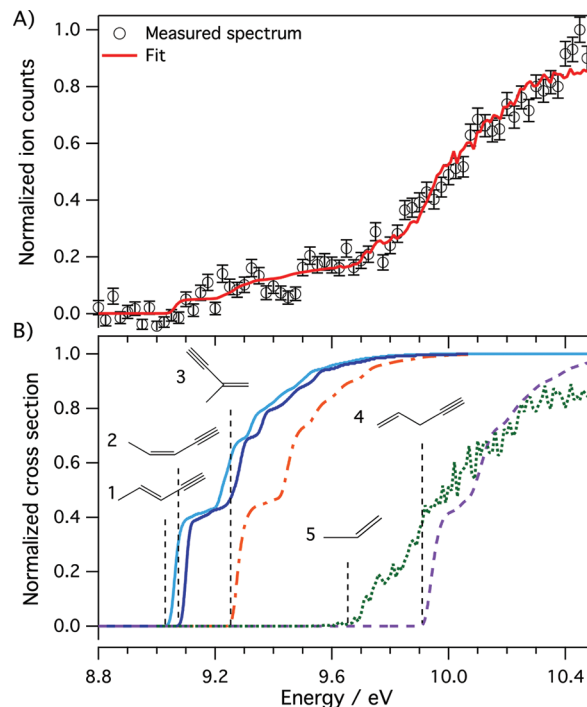 A)
Measured spectrum
Fit
Normalized ion counts
1.0
0.8
0.6
0.4
0.2
0.0
B)
Normalized cross section
1.0
0.8
0.6
0.4
0.2
0.0
3
2
1
4
5
8.8 9.2 9.6 10.0 10.4
Energy / eV